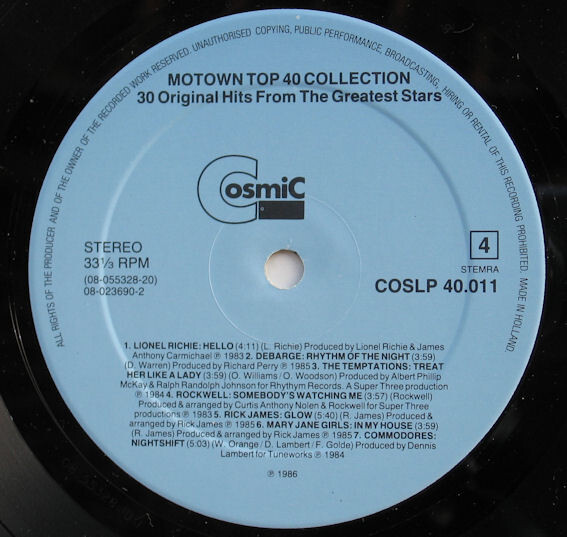 ALL RIGHTS OF THE PRODUCER AND OF THE OWNER OF THE RECORDED WORK RESERVED. UNAUTHORISED COPYING, PUBLIC PERFORMANCE, BROADCASTING, HIRING OR RENTAL OF THIS RECORDING PROHIBITED. MADE IN HOLLAND
MOTOWN TOP 40 COLLECTION
30 Original Hits From The Greatest Stars
CosmiC
STEREO
33⅓ RPM
(08-055328-20)
08-023690-2
4
STEMRA
COSLP 40.011
1. LIONEL RICHIE: HELLO (4:11) (L. Richie) Produced by Lionel Richie & James
Anthony Carmichael ℗ 1983 2. DEBARGE: RHYTHM OF THE NIGHT (3:59)
(D. Warren) Produced by Richard Perry ℗ 1985 3. THE TEMPTATIONS: TREAT
HER LIKE A LADY (3:59) (O. Williams / O. Woodson) Produced by Albert Phillip
McKay & Ralph Randolph Johnson for Rhythym Records. A Super Three production
℗ 1984 4. ROCKWELL: SOMEBODY'S WATCHING ME (3:57) (Rockwell)
Produced & arranged by Curtis Anthony Nolen & Rockwell for Super Three
productions ℗ 1983 5. RICK JAMES: GLOW (5:40) (R. James) Produced &
arranged by Rick James ℗ 1985 6. MARY JANE GIRLS: IN MY HOUSE (3:59)
(R. James) Produced & arranged by Rick James ℗ 1985 7. COMMODORES:
NIGHTSHIFT (5:03) (W. Orange / D. Lambert / F. Golde) Produced by Dennis
Lambert for Tuneworks ℗ 1984
℗ 1986